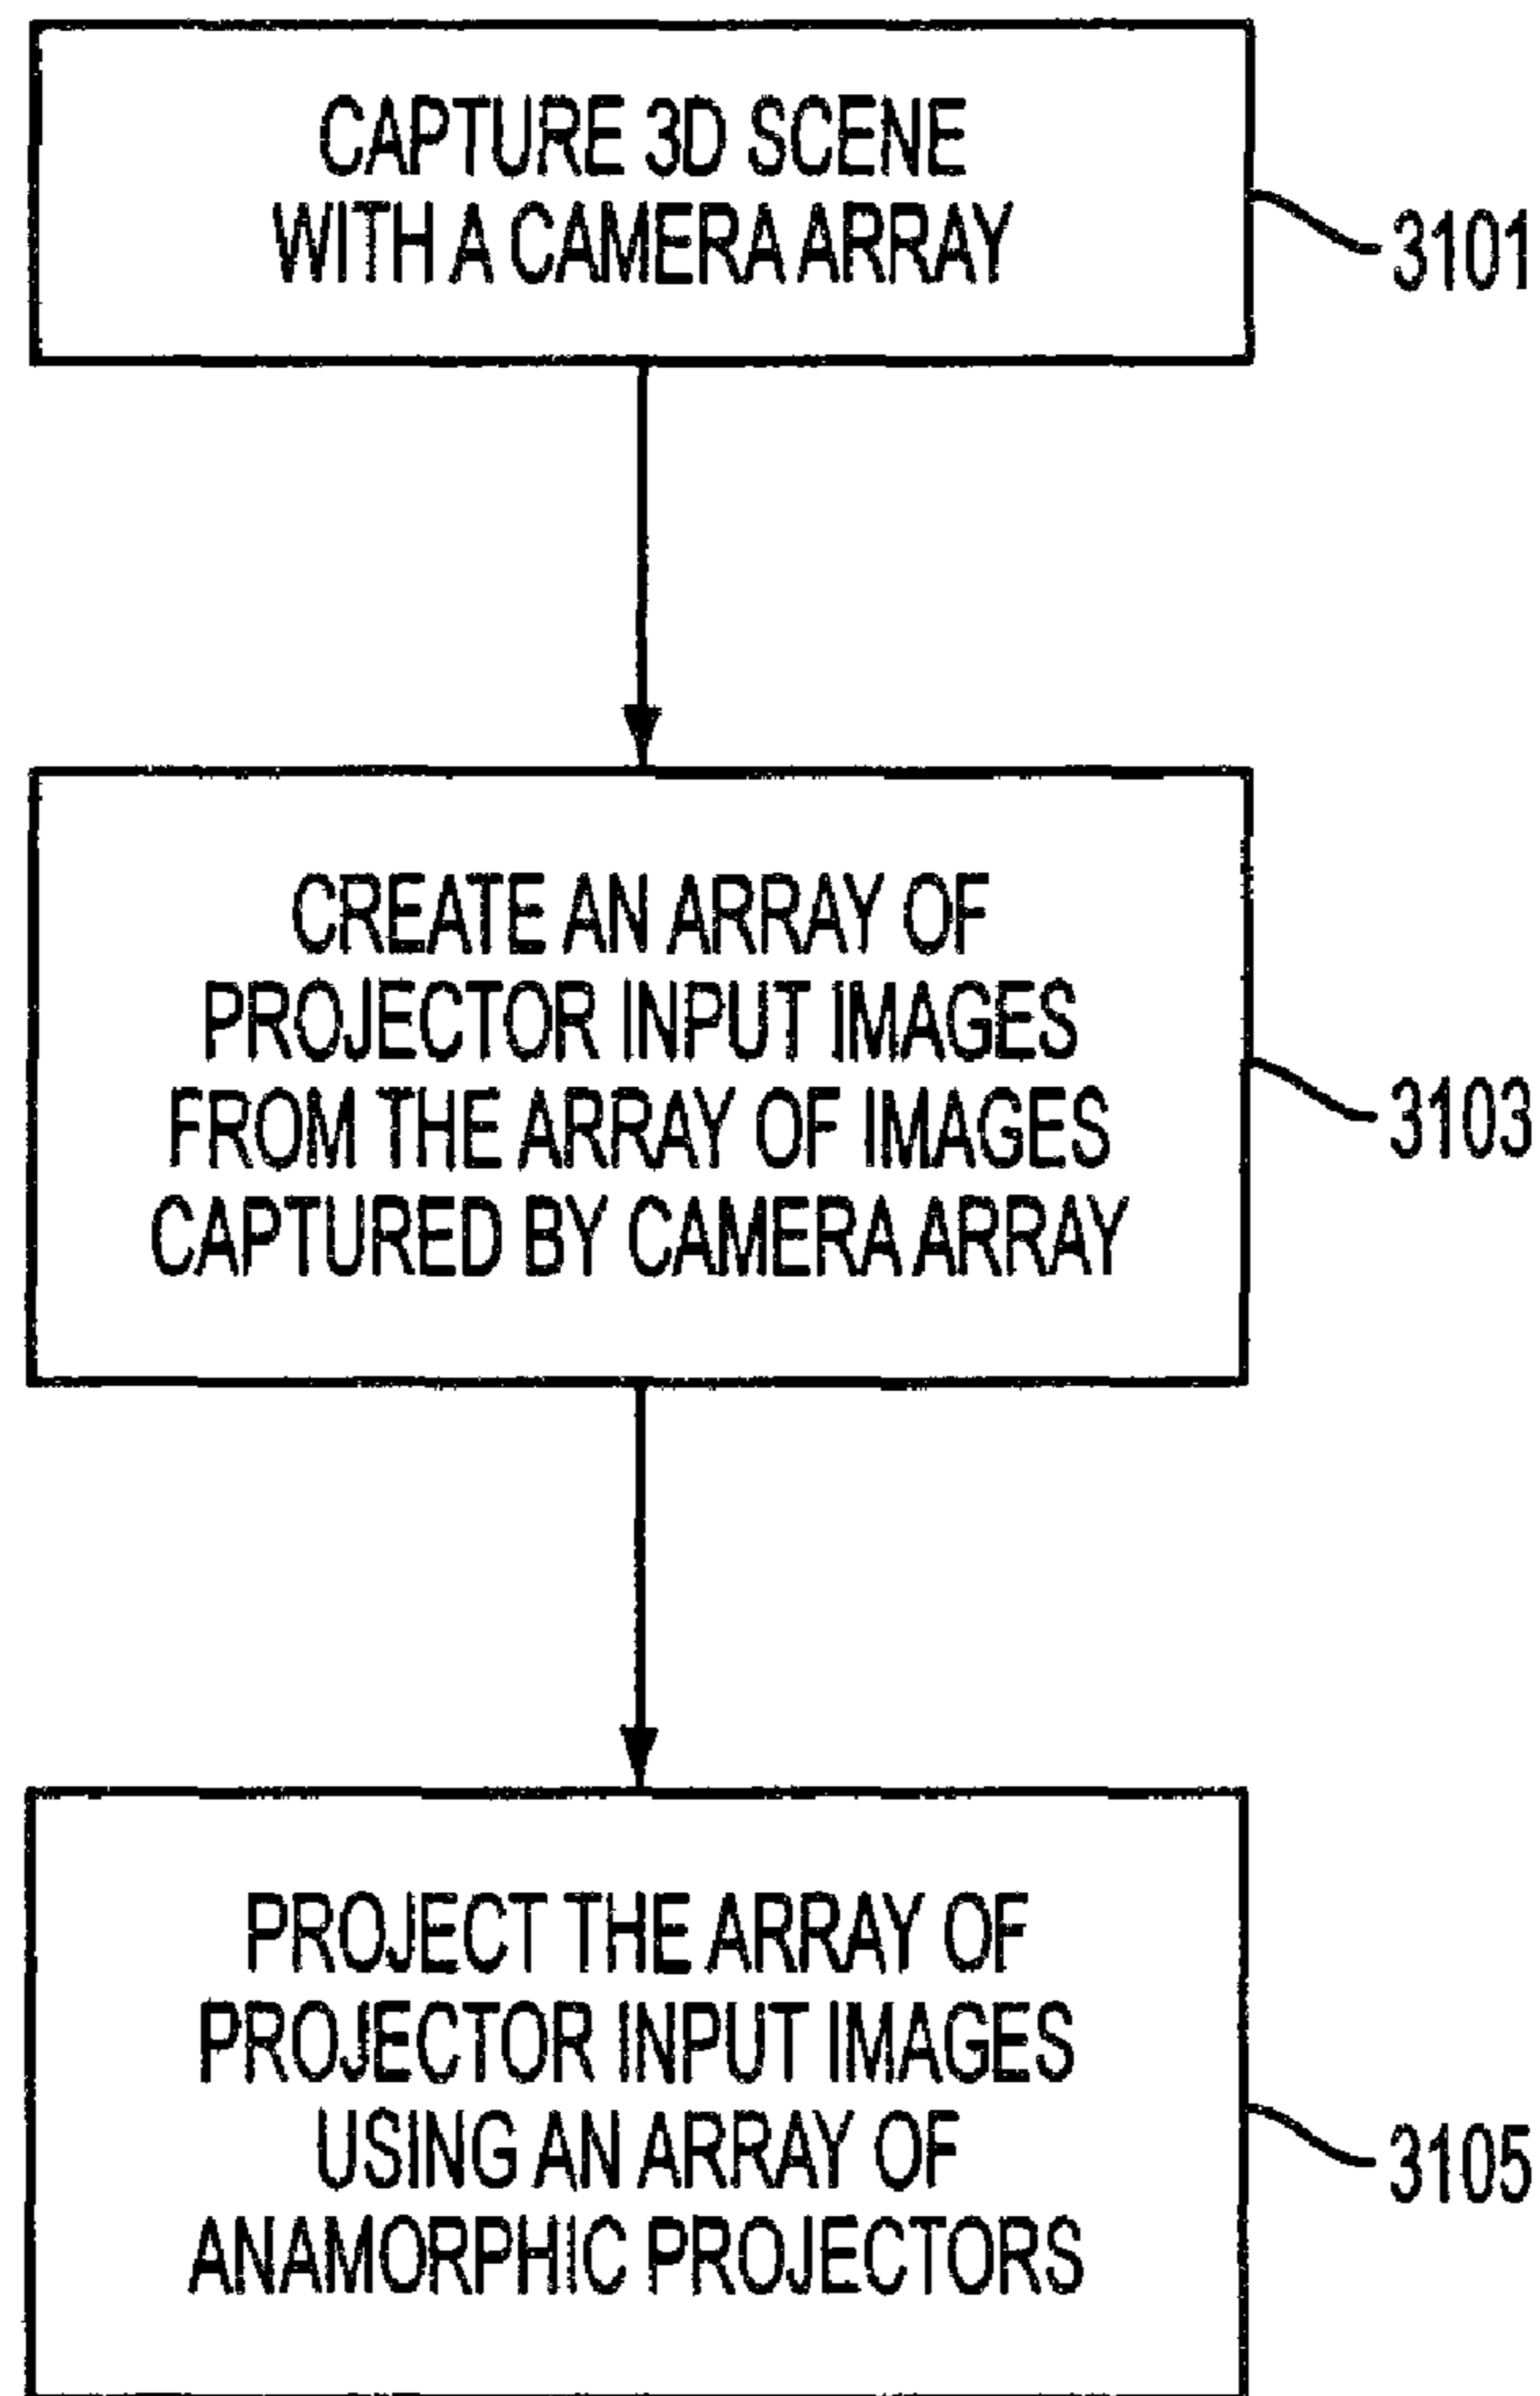 CAPTURE 3D SCENE
WITH A CAMERA ARRAY
3101
CREATE AN ARRAY OF
PROJECTOR INPUT IMAGES
FROM THE ARRAY OF IMAGES
CAPTURED BY CAMERA ARRAY
3103
PROJECT THE ARRAY OF
PROJECTOR INPUT IMAGES
USING AN ARRAY OF
ANAMORPHIC PROJECTORS
3105